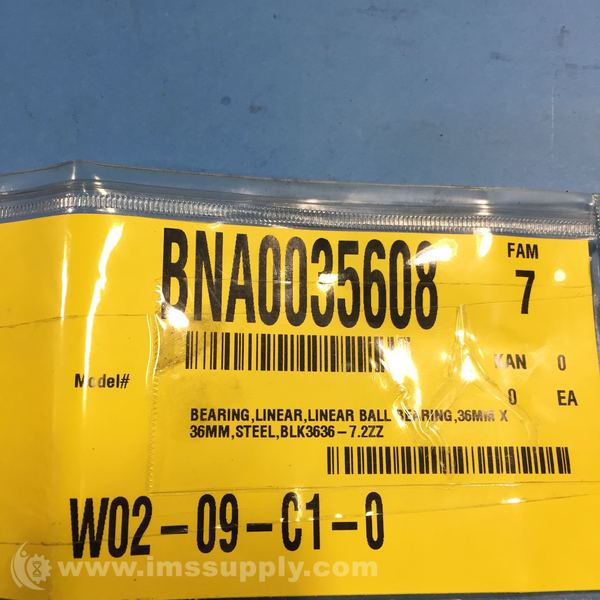 BNA0035608
FAM
7
Model#
KAN 0
0 EA
BEARING,LINEAR,LINEAR BALL BEARING,36MM X
36MM,STEEL,BLK3636-7.2ZZ
W02-09-C1-0
www.imssupply.com